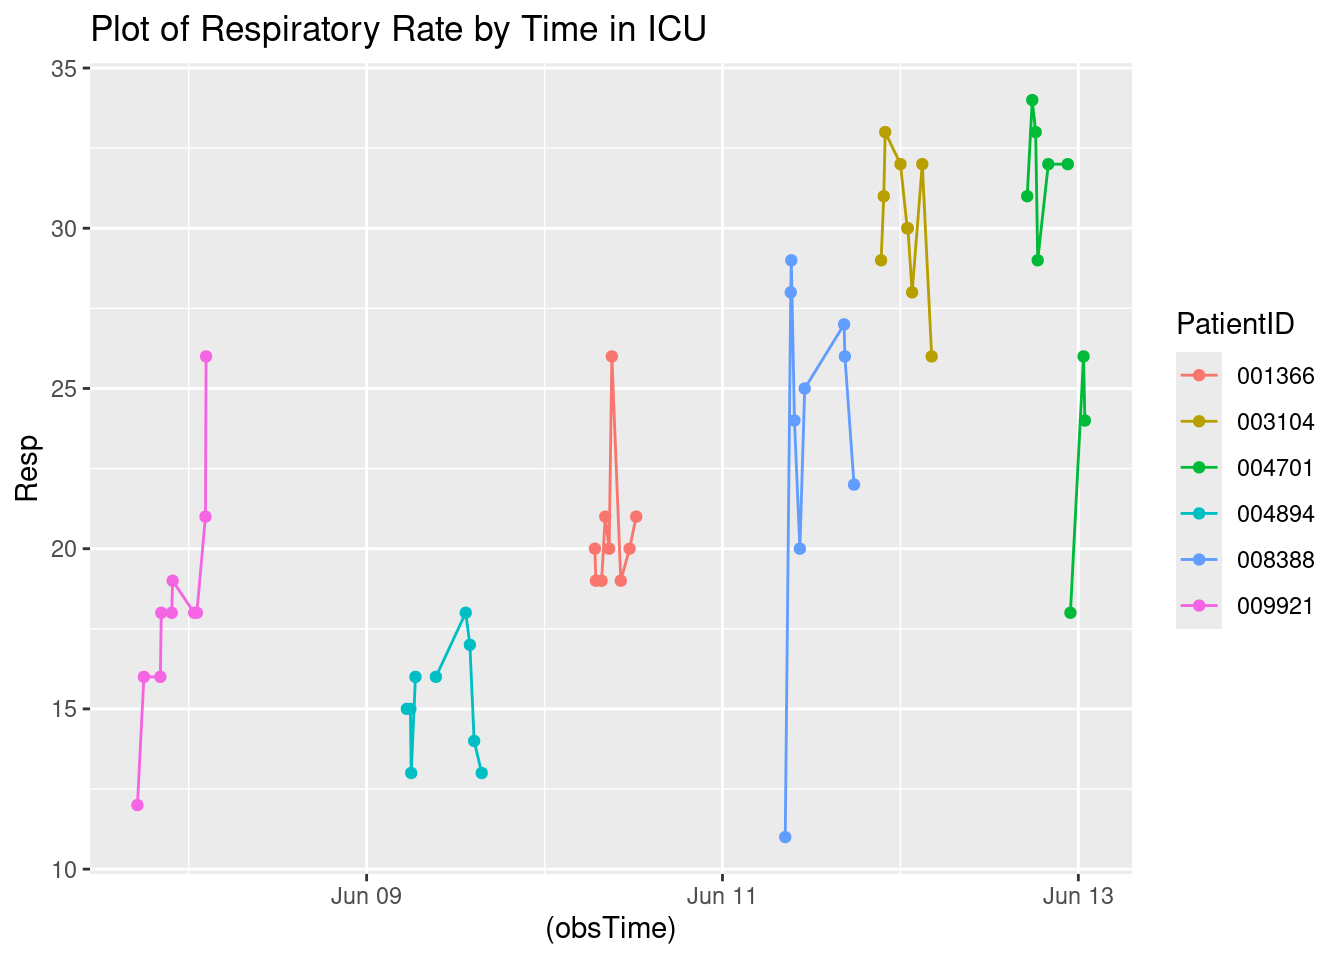 Plot of Respiratory Rate by Time in ICU
35
30
25
20
15
10
Resp
Jun 09
Jun 11
Jun 13
(obsTime)
PatientID
001366
003104
004701
004894
008388
009921